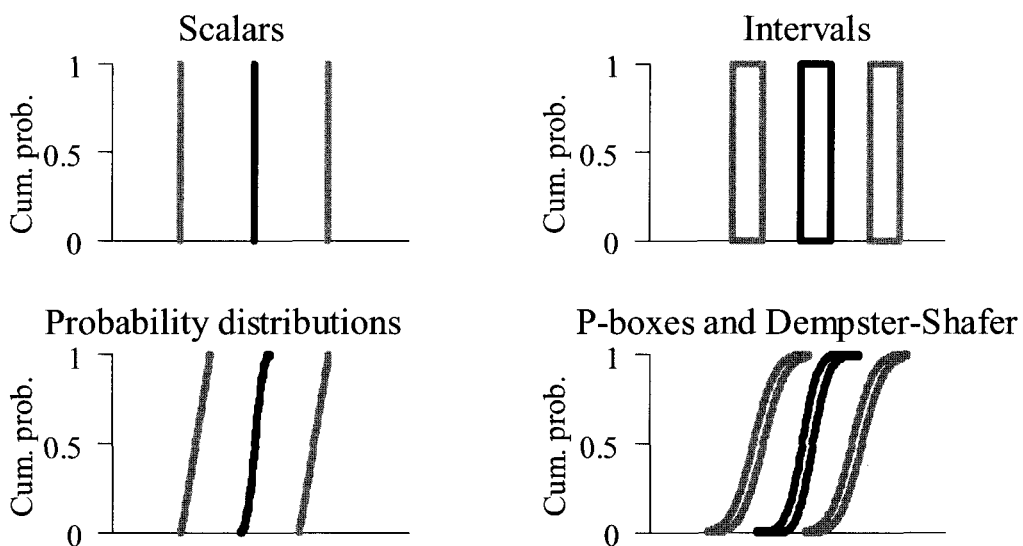 Scalars
Cum. prob.
1
0.5
0
Intervals
Cum. prob.
1
0.5
0
Probability distributions
Cum. prob.
1
0.5
0
P-boxes and Dempster-Shafer
Cum. prob.
1
0.5
0